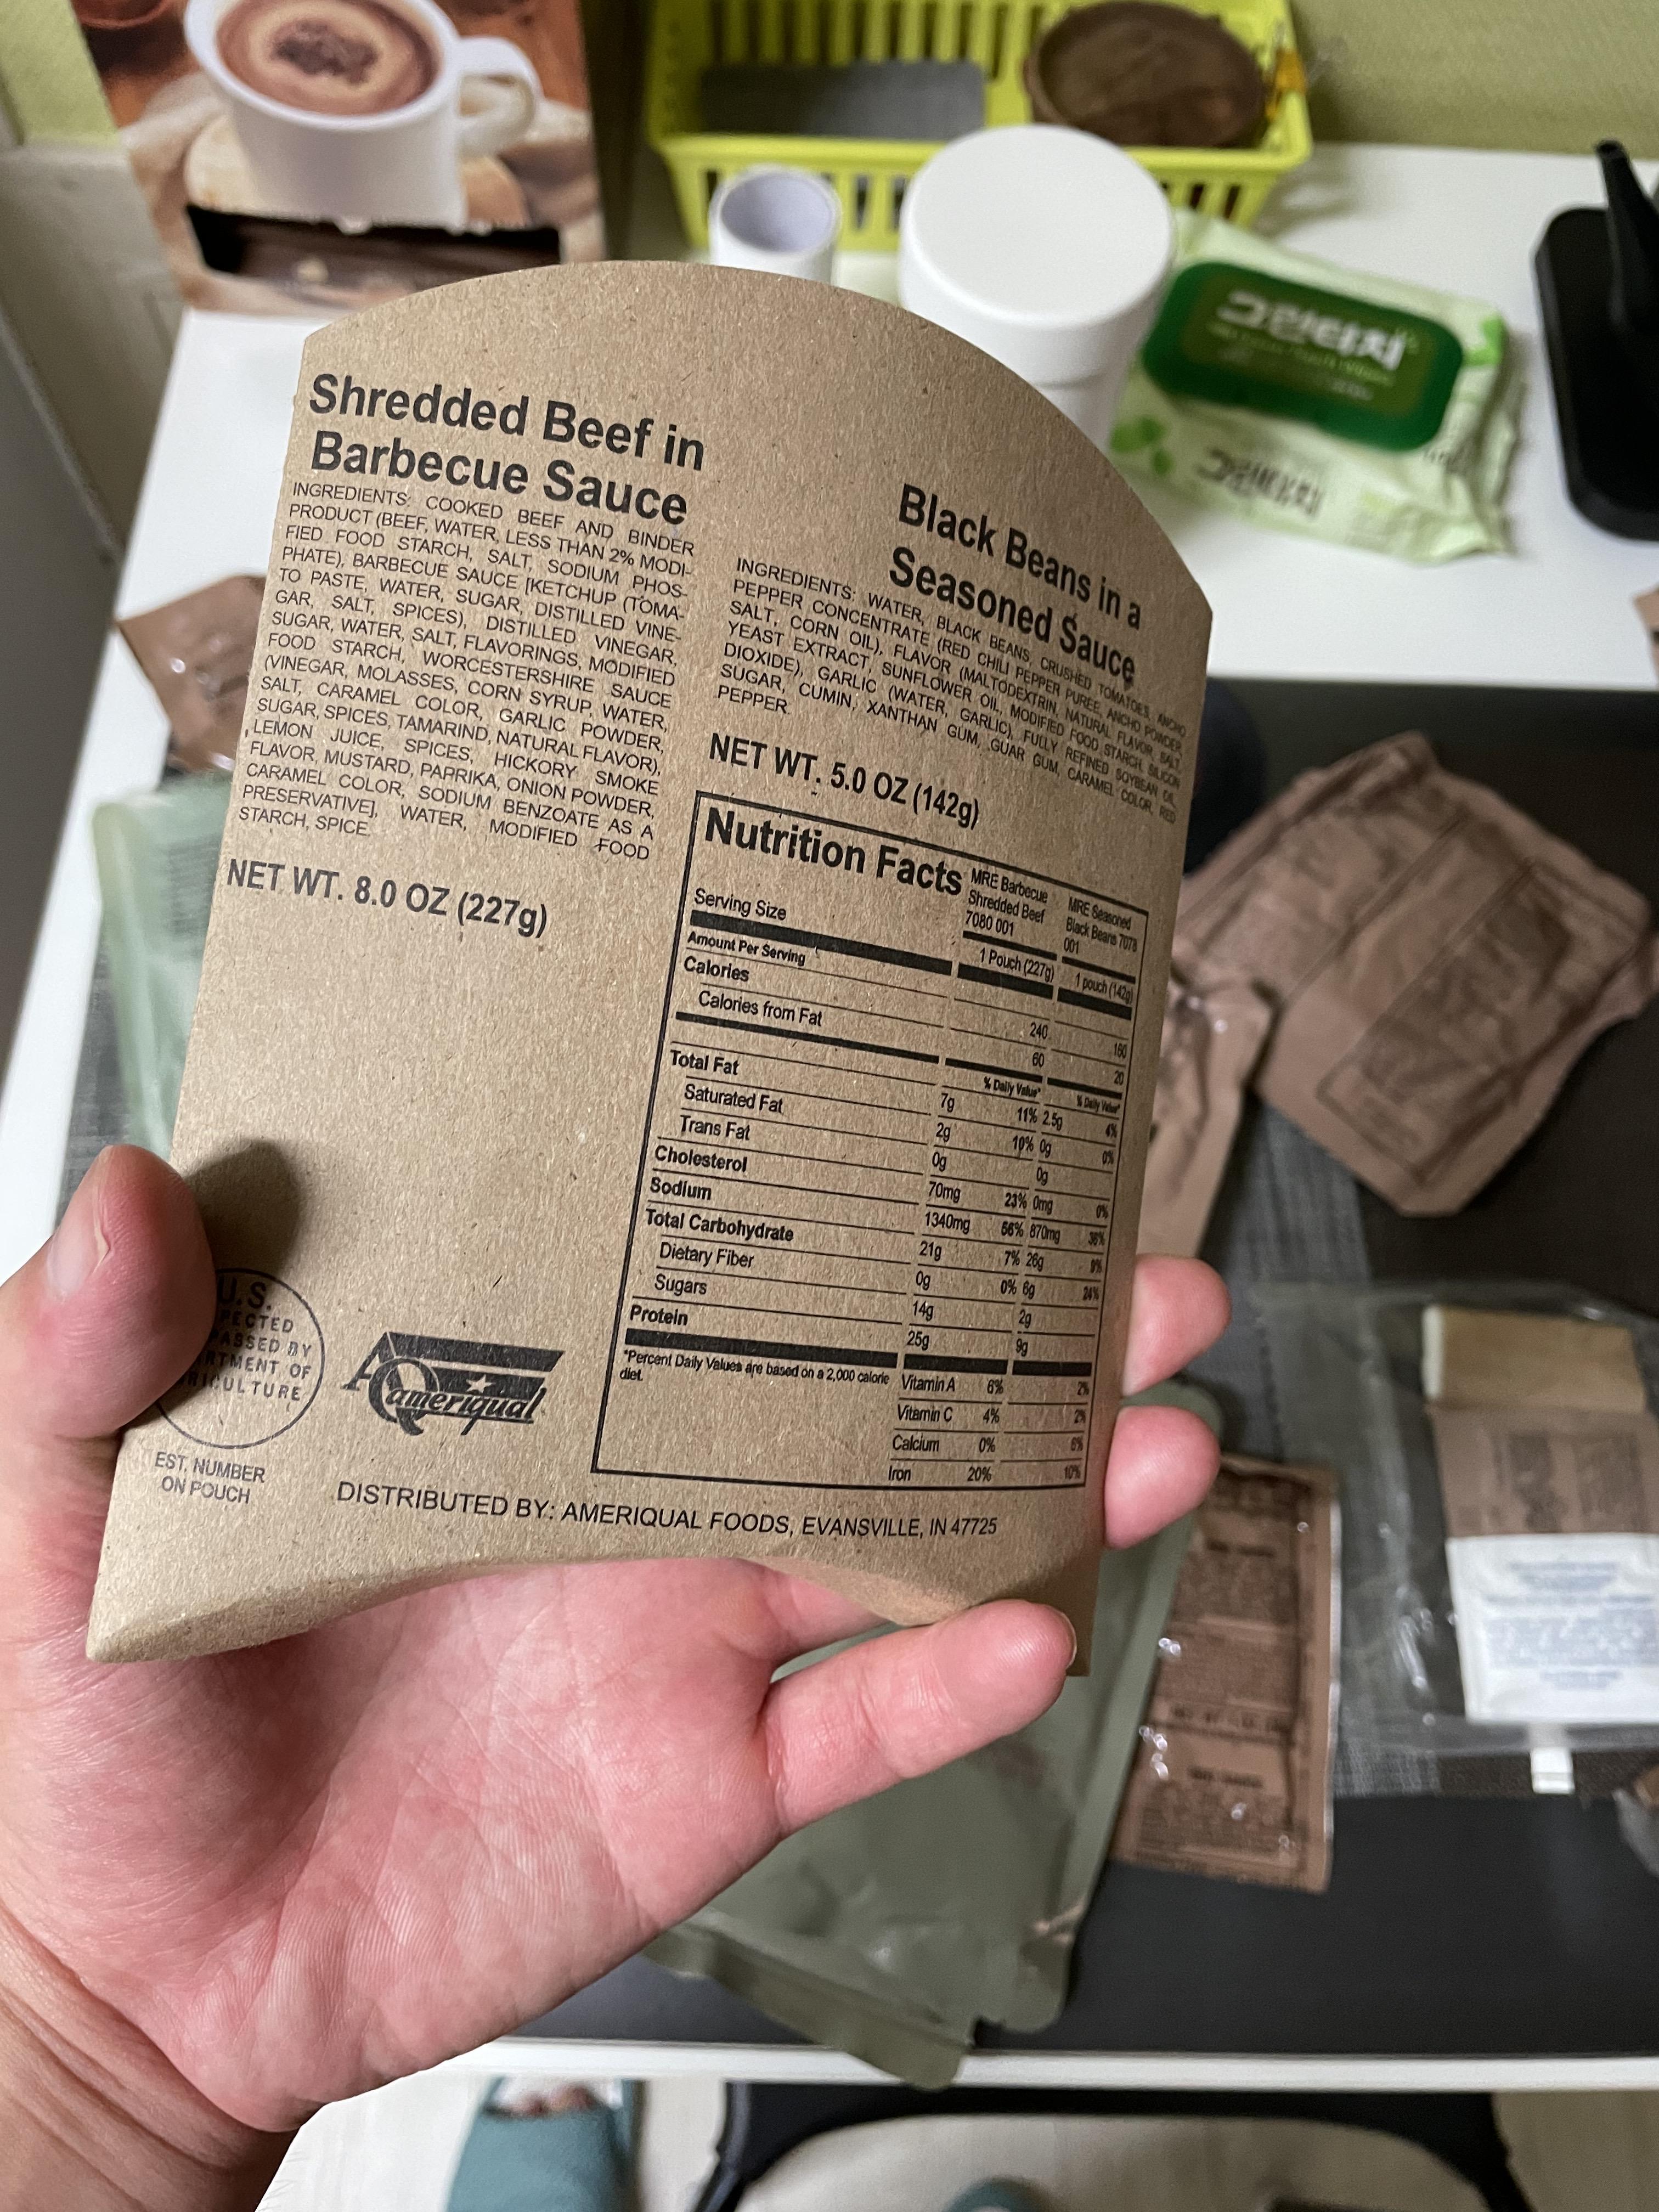 그린터치
Shredded Beef in
Barbecue Sauce
INGREDIENTS: COOKED BEEF AND BINDER
PRODUCT (BEEF, WATER, LESS THAN 2% MODI-
FIED FOOD STARCH, SALT, SODIUM PHOS-
PHATE), BARBECUE SAUCE [KETCHUP (TOMA-
TO PASTE, WATER, SUGAR, DISTILLED VINE-
GAR, SALT, SPICES), DISTILLED VINEGAR,
SUGAR, WATER, SALT, FLAVORINGS, MODIFIED
FOOD STARCH, WORCESTERSHIRE SAUCE
(VINEGAR, MOLASSES, CORN SYRUP, WATER,
SALT, CARAMEL COLOR, GARLIC POWDER,
SUGAR, SPICES, TAMARIND, NATURAL FLAVOR),
LEMON JUICE, SPICES, HICKORY SMOKE
FLAVOR, MUSTARD, PAPRIKA, ONION POWDER,
CARAMEL COLOR, SODIUM BENZOATE AS A
PRESERVATIVE], WATER, MODIFIED FOOD
STARCH, SPICE.
NET WT. 8.0 OZ (227g)
Black Beans in a
Seasoned Sauce
INGREDIENTS: WATER, BLACK BEANS, CRUSHED TOMATOES, ANCHO
PEPPER CONCENTRATE (RED CHILI PEPPER PUREE, ANCHO POWDER,
SALT, CORN OIL), FLAVOR (MALTODEXTRIN, NATURAL FLAVOR, SALT,
YEAST EXTRACT, SUNFLOWER OIL, MODIFIED FOOD STARCH, SILICON
DIOXIDE), GARLIC (WATER, GARLIC), FULLY REFINED SOYBEAN OIL,
SUGAR, CUMIN, XANTHAN GUM, GUAR GUM, CARAMEL COLOR, RED
PEPPER.
NET WT. 5.0 OZ (142g)
Nutrition Facts
MRE Barbecue
Shredded Beef
7080 001
MRE Seasoned
Black Beans 7078
001
Serving Size 1 Pouch (227g) 1 pouch (142g)
Amount Per Serving
Calories 240 160
Calories from Fat 60 20
% Daily Value* % Daily Value*
Total Fat 7g 11% 2.5g 4%
Saturated Fat 2g 10% 0g 0%
Trans Fat 0g 0g
Cholesterol 70mg 23% 0mg 0%
Sodium 1340mg 56% 870mg 36%
Total Carbohydrate 21g 7% 26g 9%
Dietary Fiber 0g 0% 6g 24%
Sugars 14g 2g
Protein 25g 9g
*Percent Daily Values are based on a 2,000 calorie
diet.
Vitamin A 6% 2%
Vitamin C 4% 2%
Calcium 0% 6%
Iron 20% 10%
U.S.
PECTED
PASSED BY
RTMENT OF
RICULTURE
EST. NUMBER
ON POUCH
ameriqual
DISTRIBUTED BY: AMERIQUAL FOODS, EVANSVILLE, IN 47725